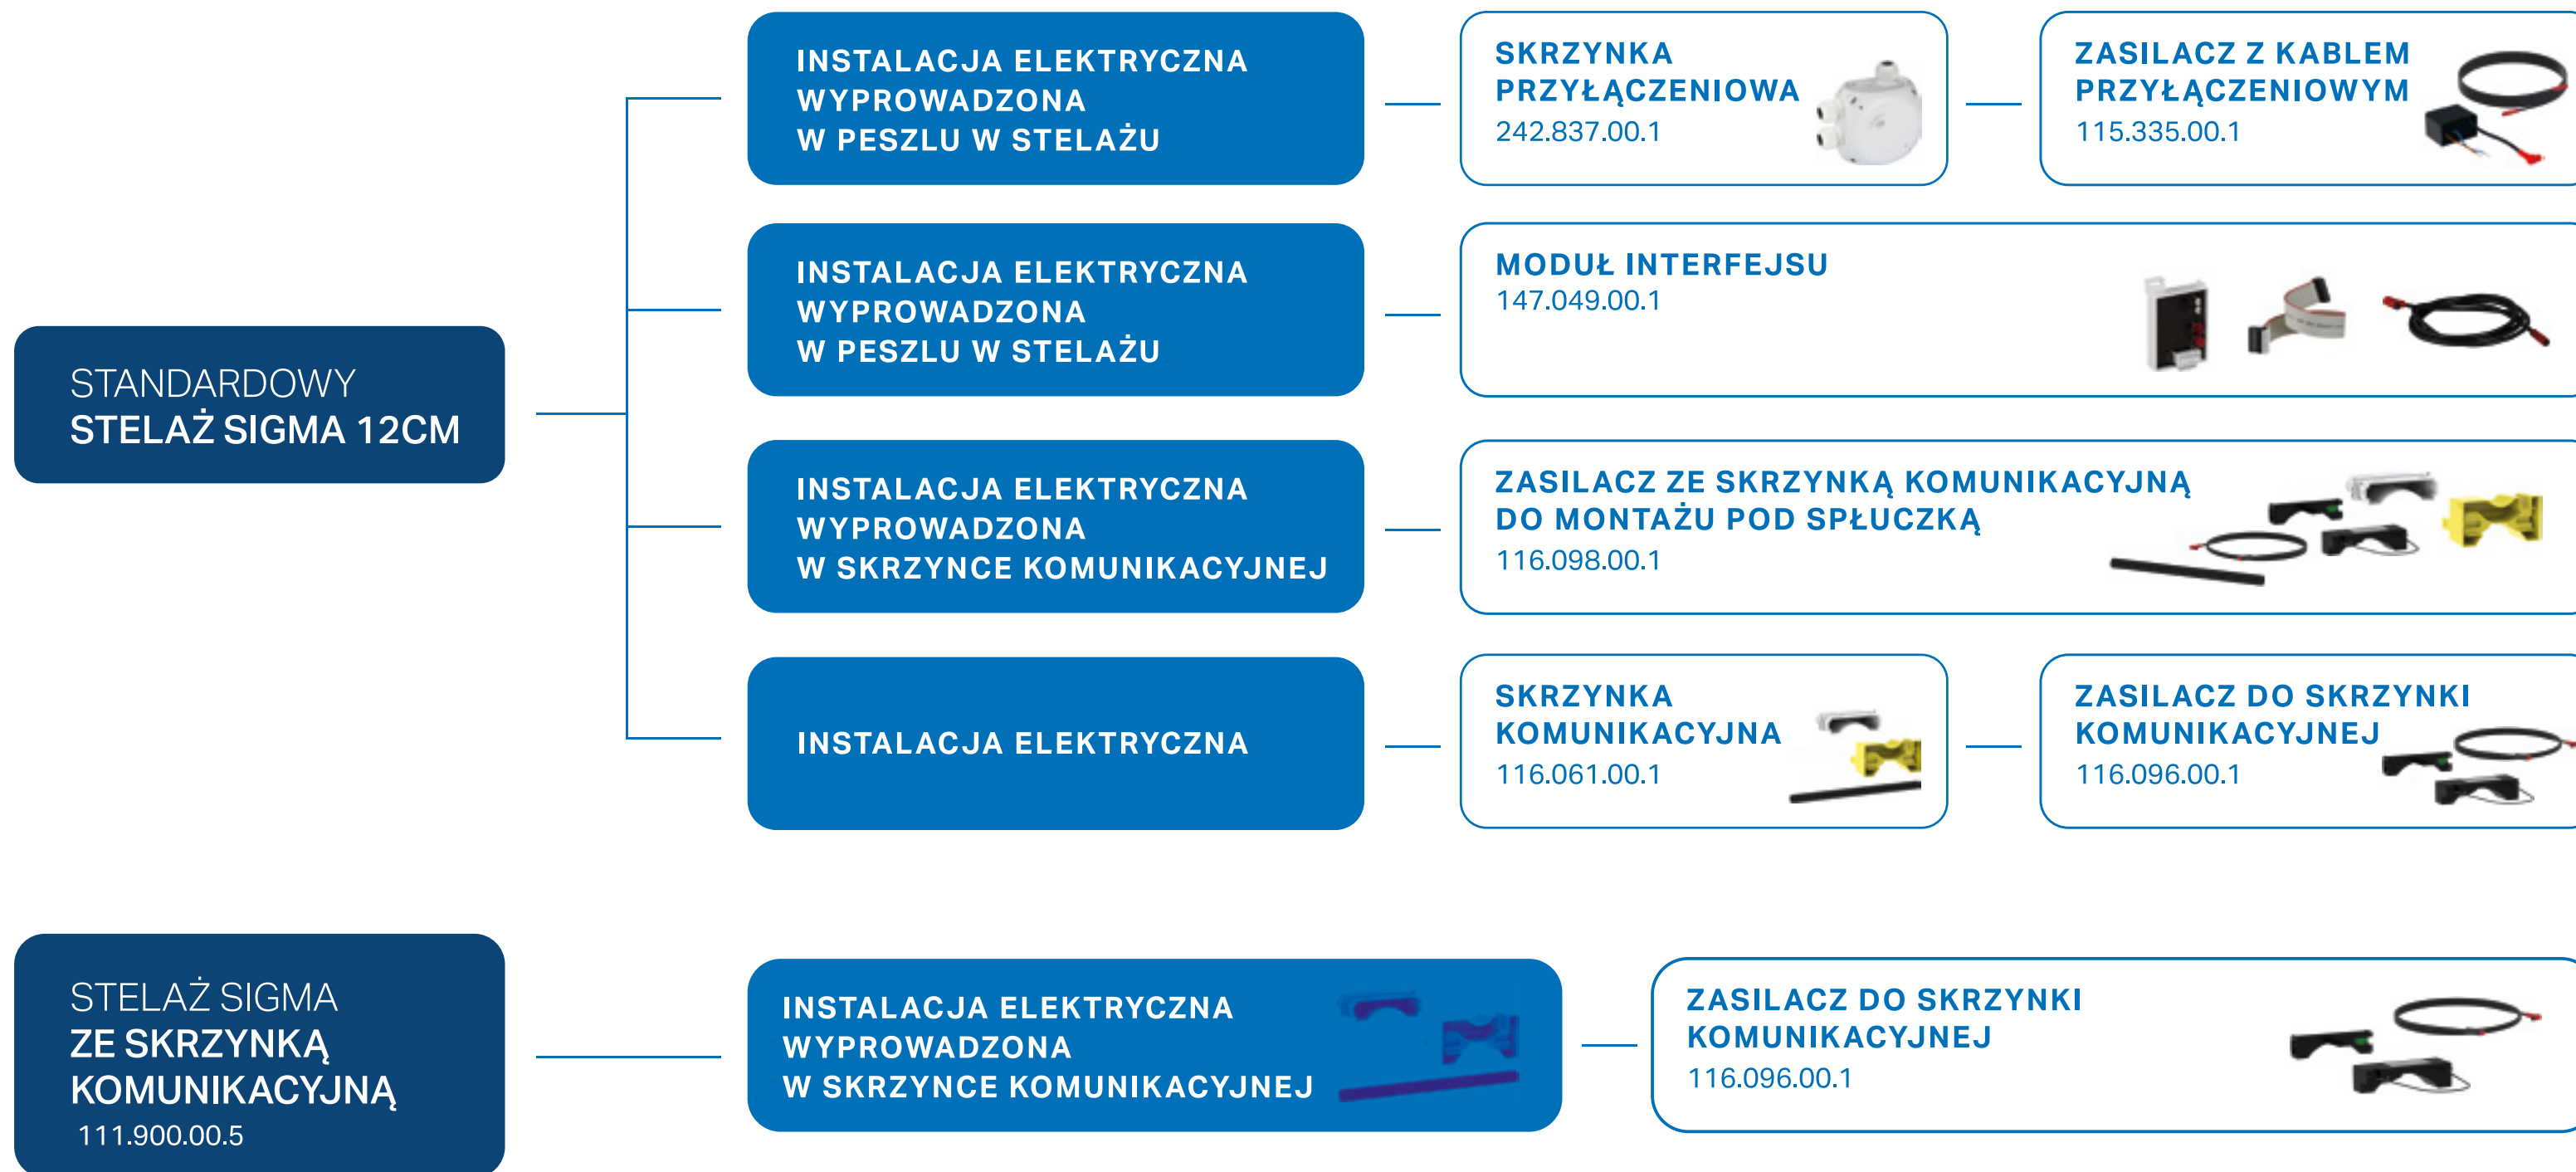 STANDARDOWY
STELAŻ SIGMA 12CM
INSTALACJA ELEKTRYCZNA
WYPROWADZONA
W PESZLU W STELAŻU
SKRZYNKA
PRZYŁĄCZENIOWA
242.837.00.1
ZASILACZ Z KABLEM
PRZYŁĄCZENIOWYM
115.335.00.1
INSTALACJA ELEKTRYCZNA
WYPROWADZONA
W PESZLU W STELAŻU
MODUŁ INTERFEJSU
147.049.00.1
INSTALACJA ELEKTRYCZNA
WYPROWADZONA
W SKRZYNCE KOMUNIKACYJNEJ
ZASILACZ ZE SKRZYNKĄ KOMUNIKACYJNĄ
DO MONTAŻU POD SPŁUCZKĄ
116.098.00.1
INSTALACJA ELEKTRYCZNA
SKRZYNKA
KOMUNIKACYJNA
116.061.00.1
ZASILACZ DO SKRZYNKI
KOMUNIKACYJNEJ
116.096.00.1
STELAŻ SIGMA
ZE SKRZYNKĄ
KOMUNIKACYJNĄ
111.900.00.5
INSTALACJA ELEKTRYCZNA
WYPROWADZONA
W SKRZYNCE KOMUNIKACYJNEJ
ZASILACZ DO SKRZYNKI
KOMUNIKACYJNEJ
116.096.00.1